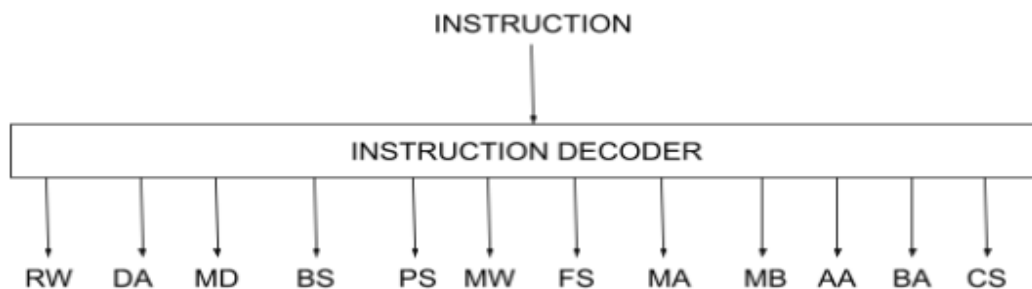 INSTRUCTION
INSTRUCTION DECODER
RW DA MD BS PS MW FS MA MB AA BA CS